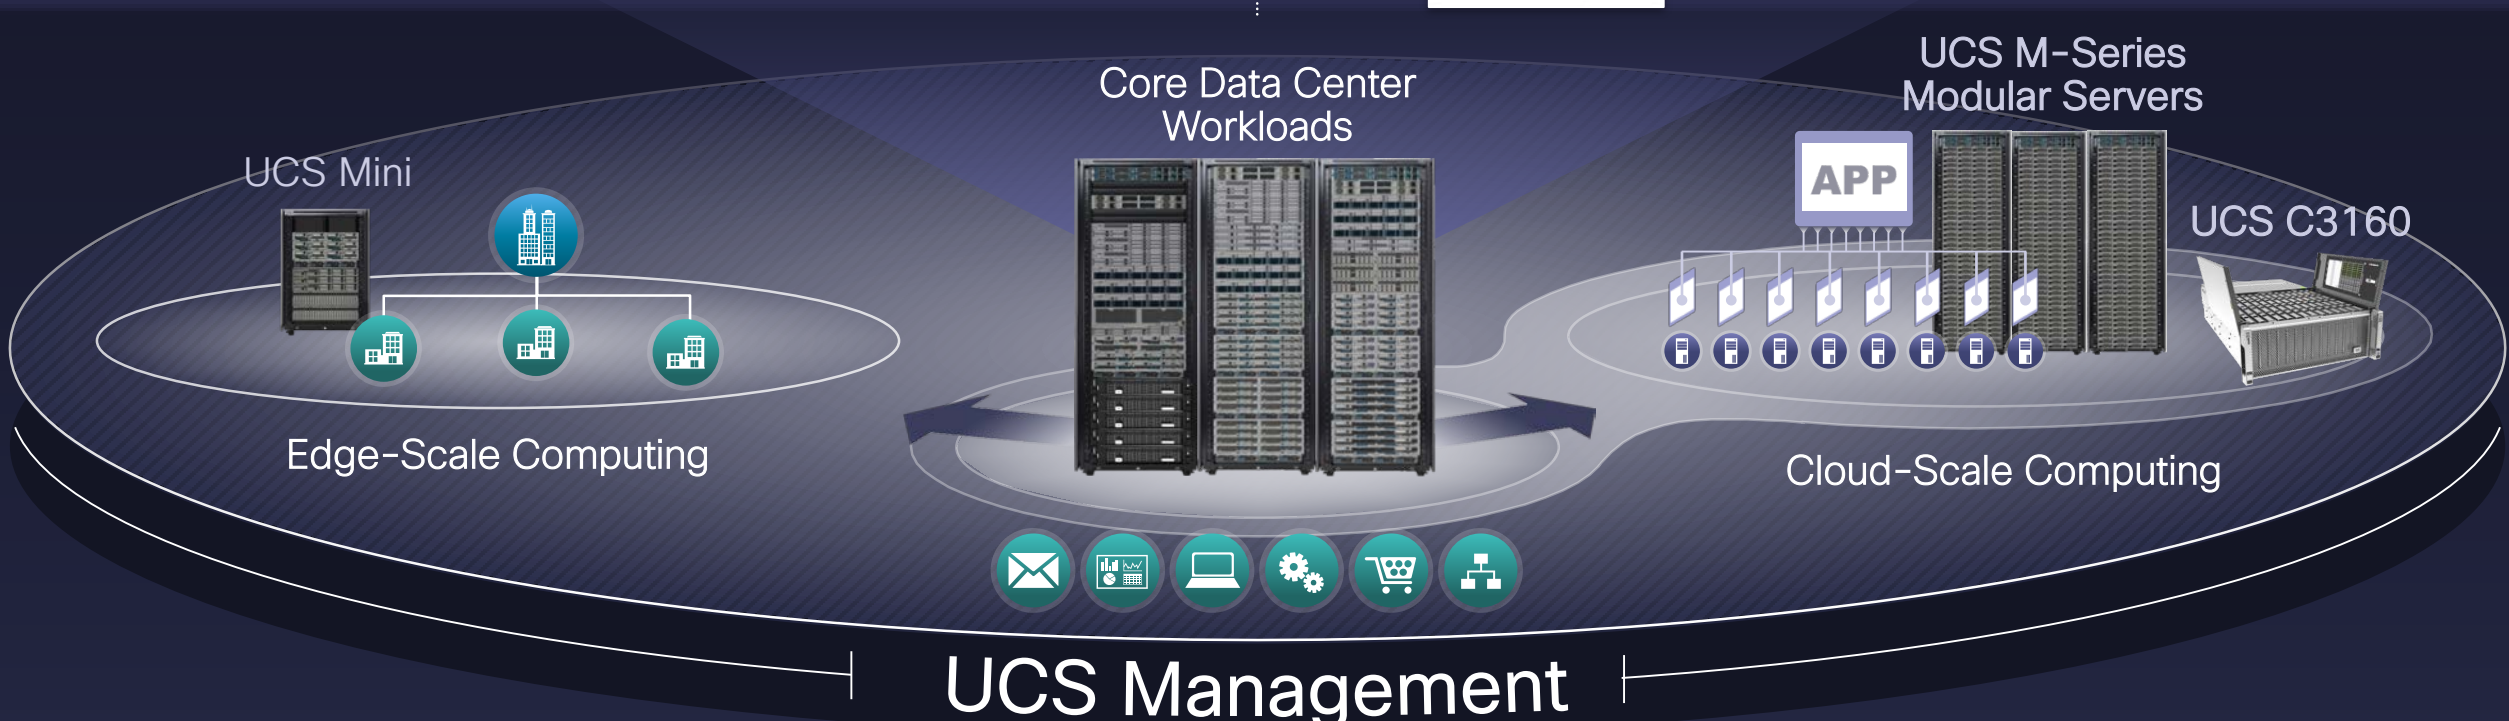 Core Data Center
Workloads
UCS M-Series
Modular Servers
UCS Mini
APP
UCS C3160
Edge-Scale Computing
Cloud-Scale Computing
UCS Management